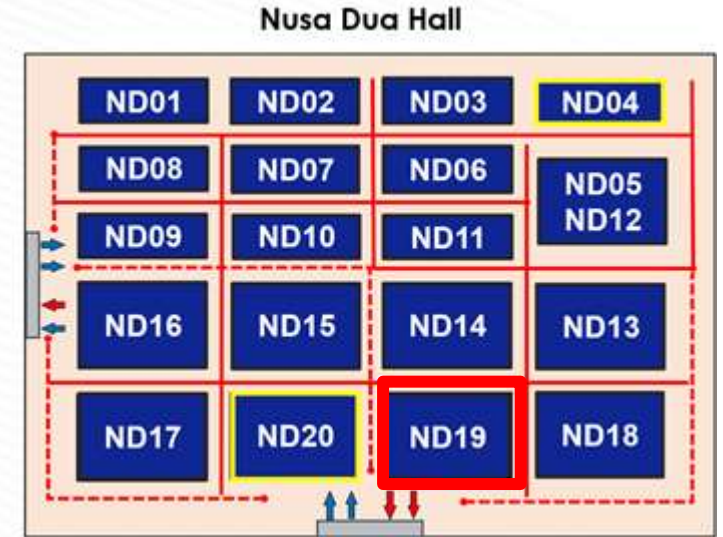 Nusa Dua Hall
ND01 ND02 ND03 ND04
ND08 ND07 ND06
ND05
ND12
ND09 ND10 ND11
ND16 ND15 ND14 ND13
ND17 ND20 ND19 ND18